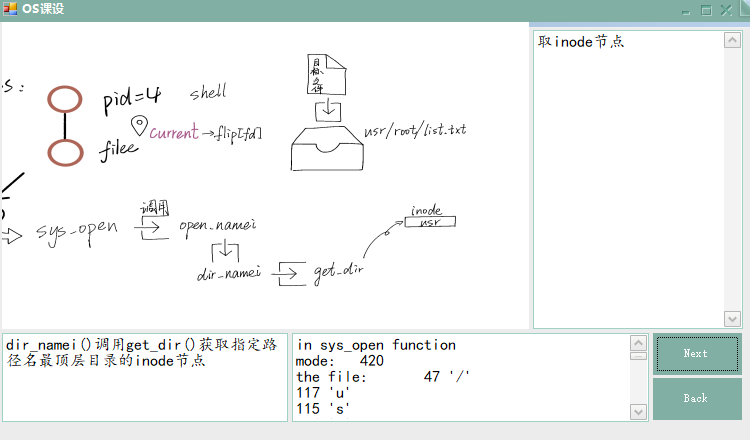 OS课设
s:
pid=4
shell
current→flip[fd]
filee
目标文件
usr/root/list.txt
sys_open
调用
open_namei
dir_namei
get_dir
inode
usr
取inode节点
dir_namei()调用get_dir()获取指定路
径名最顶层目录的inode节点
in sys_open function
mode: 420
the file: 47 '/'
117 'u'
115 's'
Next
Back